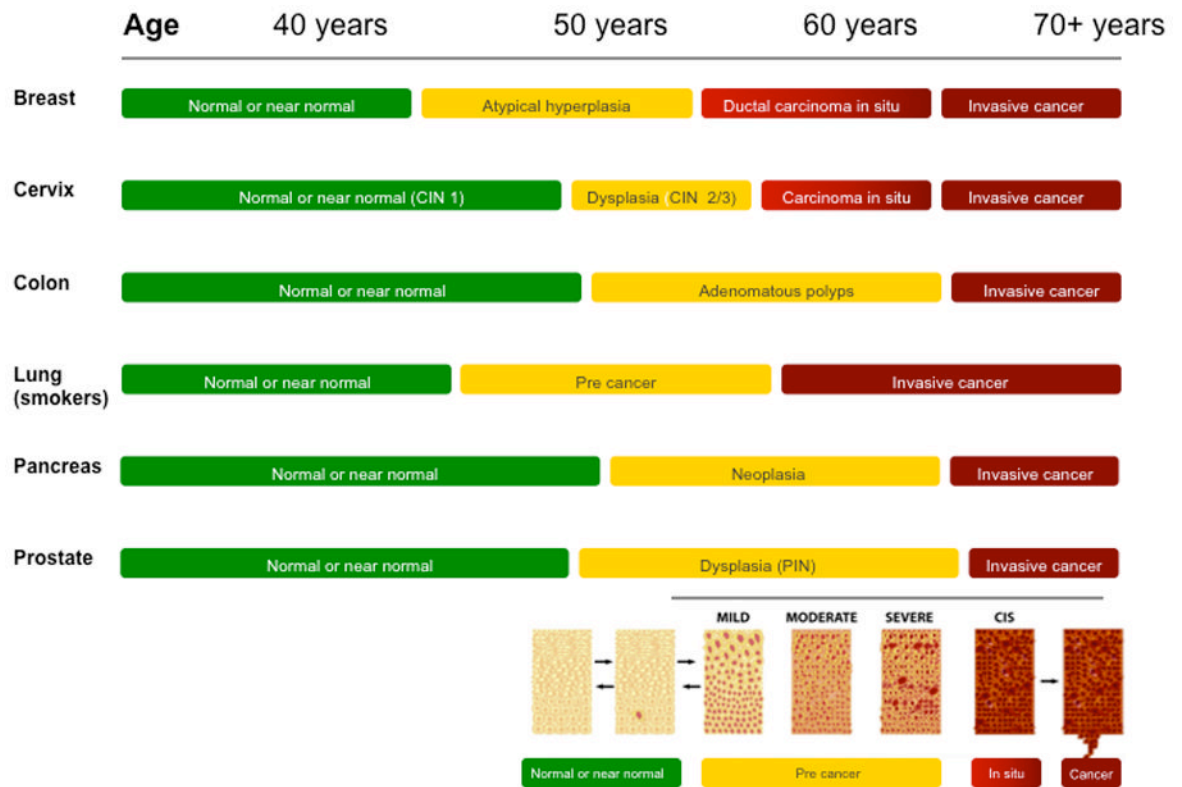 Age 40 years 50 years 60 years 70+ years
Breast Normal or near normal Atypical hyperplasia Ductal carcinoma in situ Invasive cancer
Cervix Normal or near normal (CIN 1) Dysplasia (CIN 2/3) Carcinoma in situ Invasive cancer
Colon Normal or near normal Adenomatous polyps Invasive cancer
Lung
(smokers) Normal or near normal Pre cancer Invasive cancer
Pancreas Normal or near normal Neoplasia Invasive cancer
Prostate Normal or near normal Dysplasia (PIN) Invasive cancer
MILD MODERATE SEVERE CIS
Normal or near normal Pre cancer In situ Cancer